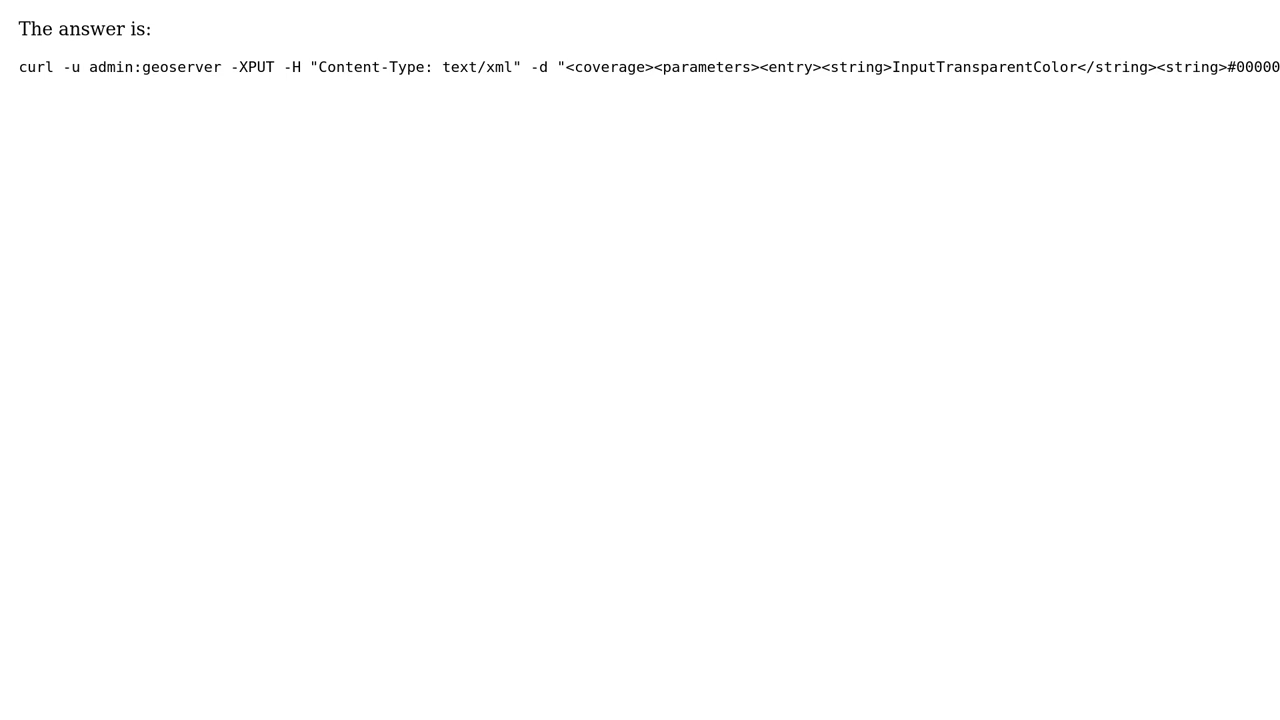 The answer is:
curl -u admin:geoserver -XPUT -H "Content-Type: text/xml" -d "<coverage><parameters><entry><string>InputTransparentColor</string><string>#00000